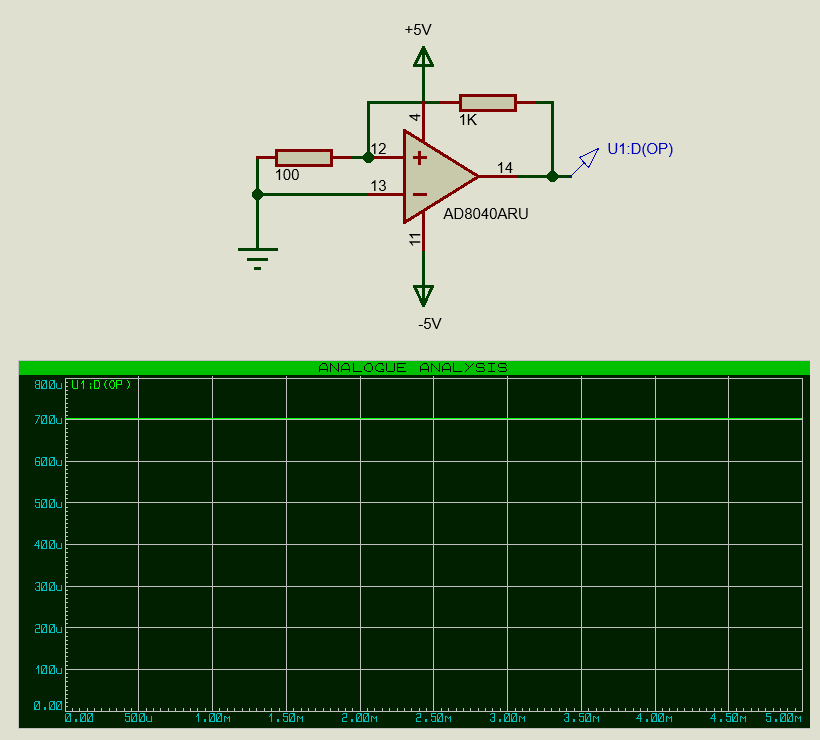 +5V
4
1K
12
100
13
14
U1:D(OP)
AD8040ARU
11
-5V
ANALOGUE ANALYSIS
U1:D(OP)
800u
700u
600u
500u
400u
300u
200u
100u
0.00
0.00 500u 1.00m 1.50m 2.00m 2.50m 3.00m 3.50m 4.00m 4.50m 5.00m